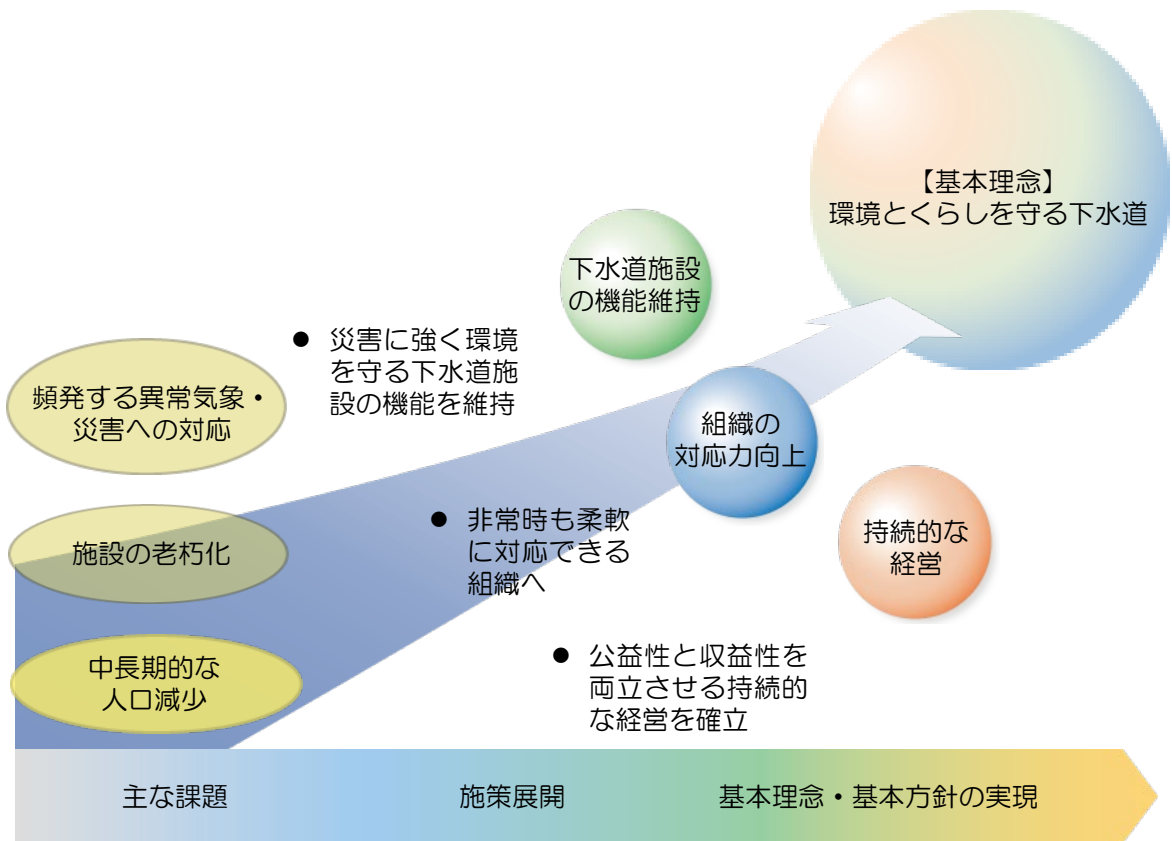 【基本理念】
環境とくらしを守る下水道
下水道施設
の機能維持
● 災害に強く環境
を守る下水道施
設の機能を維持
頻発する異常気象・
災害への対応
組織の
対応力向上
● 非常時も柔軟
に対応できる
組織へ
施設の老朽化
持続的な
経営
中長期的な
人口減少
● 公益性と収益性を
両立させる持続的
な経営を確立
主な課題
施策展開
基本理念・基本方針の実現